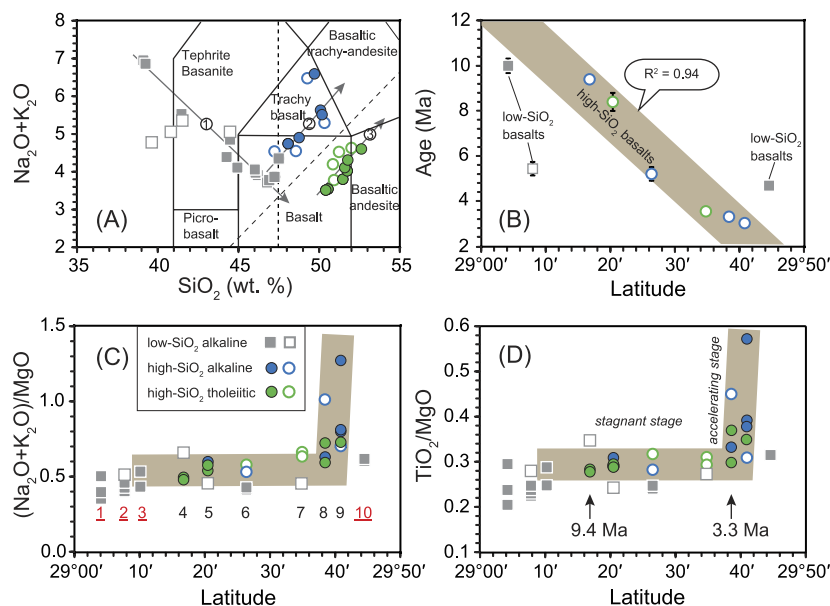 8
7
6
5
4
3
2
Na₂O+K₂O
35
40
45
50
55
SiO₂ (wt. %)
(A)
Tephrite
Basanite
Basaltic
trachy-andesite
Trachy
basalt
1
2
3
Picro-
basalt
Basalt
Basaltic
andesite
12
10
8
6
4
2
Age (Ma)
29°00′
10′
20′
30′
40′
29°50′
Latitude
(B)
R² = 0.94
low-SiO₂
basalts
high-SiO₂ basalts
low-SiO₂
basalts
1.5
1.0
0.5
0.0
(Na₂O+K₂O)/MgO
29°00′
10′
20′
30′
40′
29°50′
Latitude
(C)
low-SiO₂ alkaline
high-SiO₂ alkaline
high-SiO₂ tholeiitic
1
2
3
4
5
6
7
8
9
10
0.6
0.5
0.4
0.3
0.2
0.1
TiO₂/MgO
29°00′
10′
20′
30′
40′
29°50′
Latitude
(D)
stagnant stage
accelerating stage
9.4 Ma
3.3 Ma